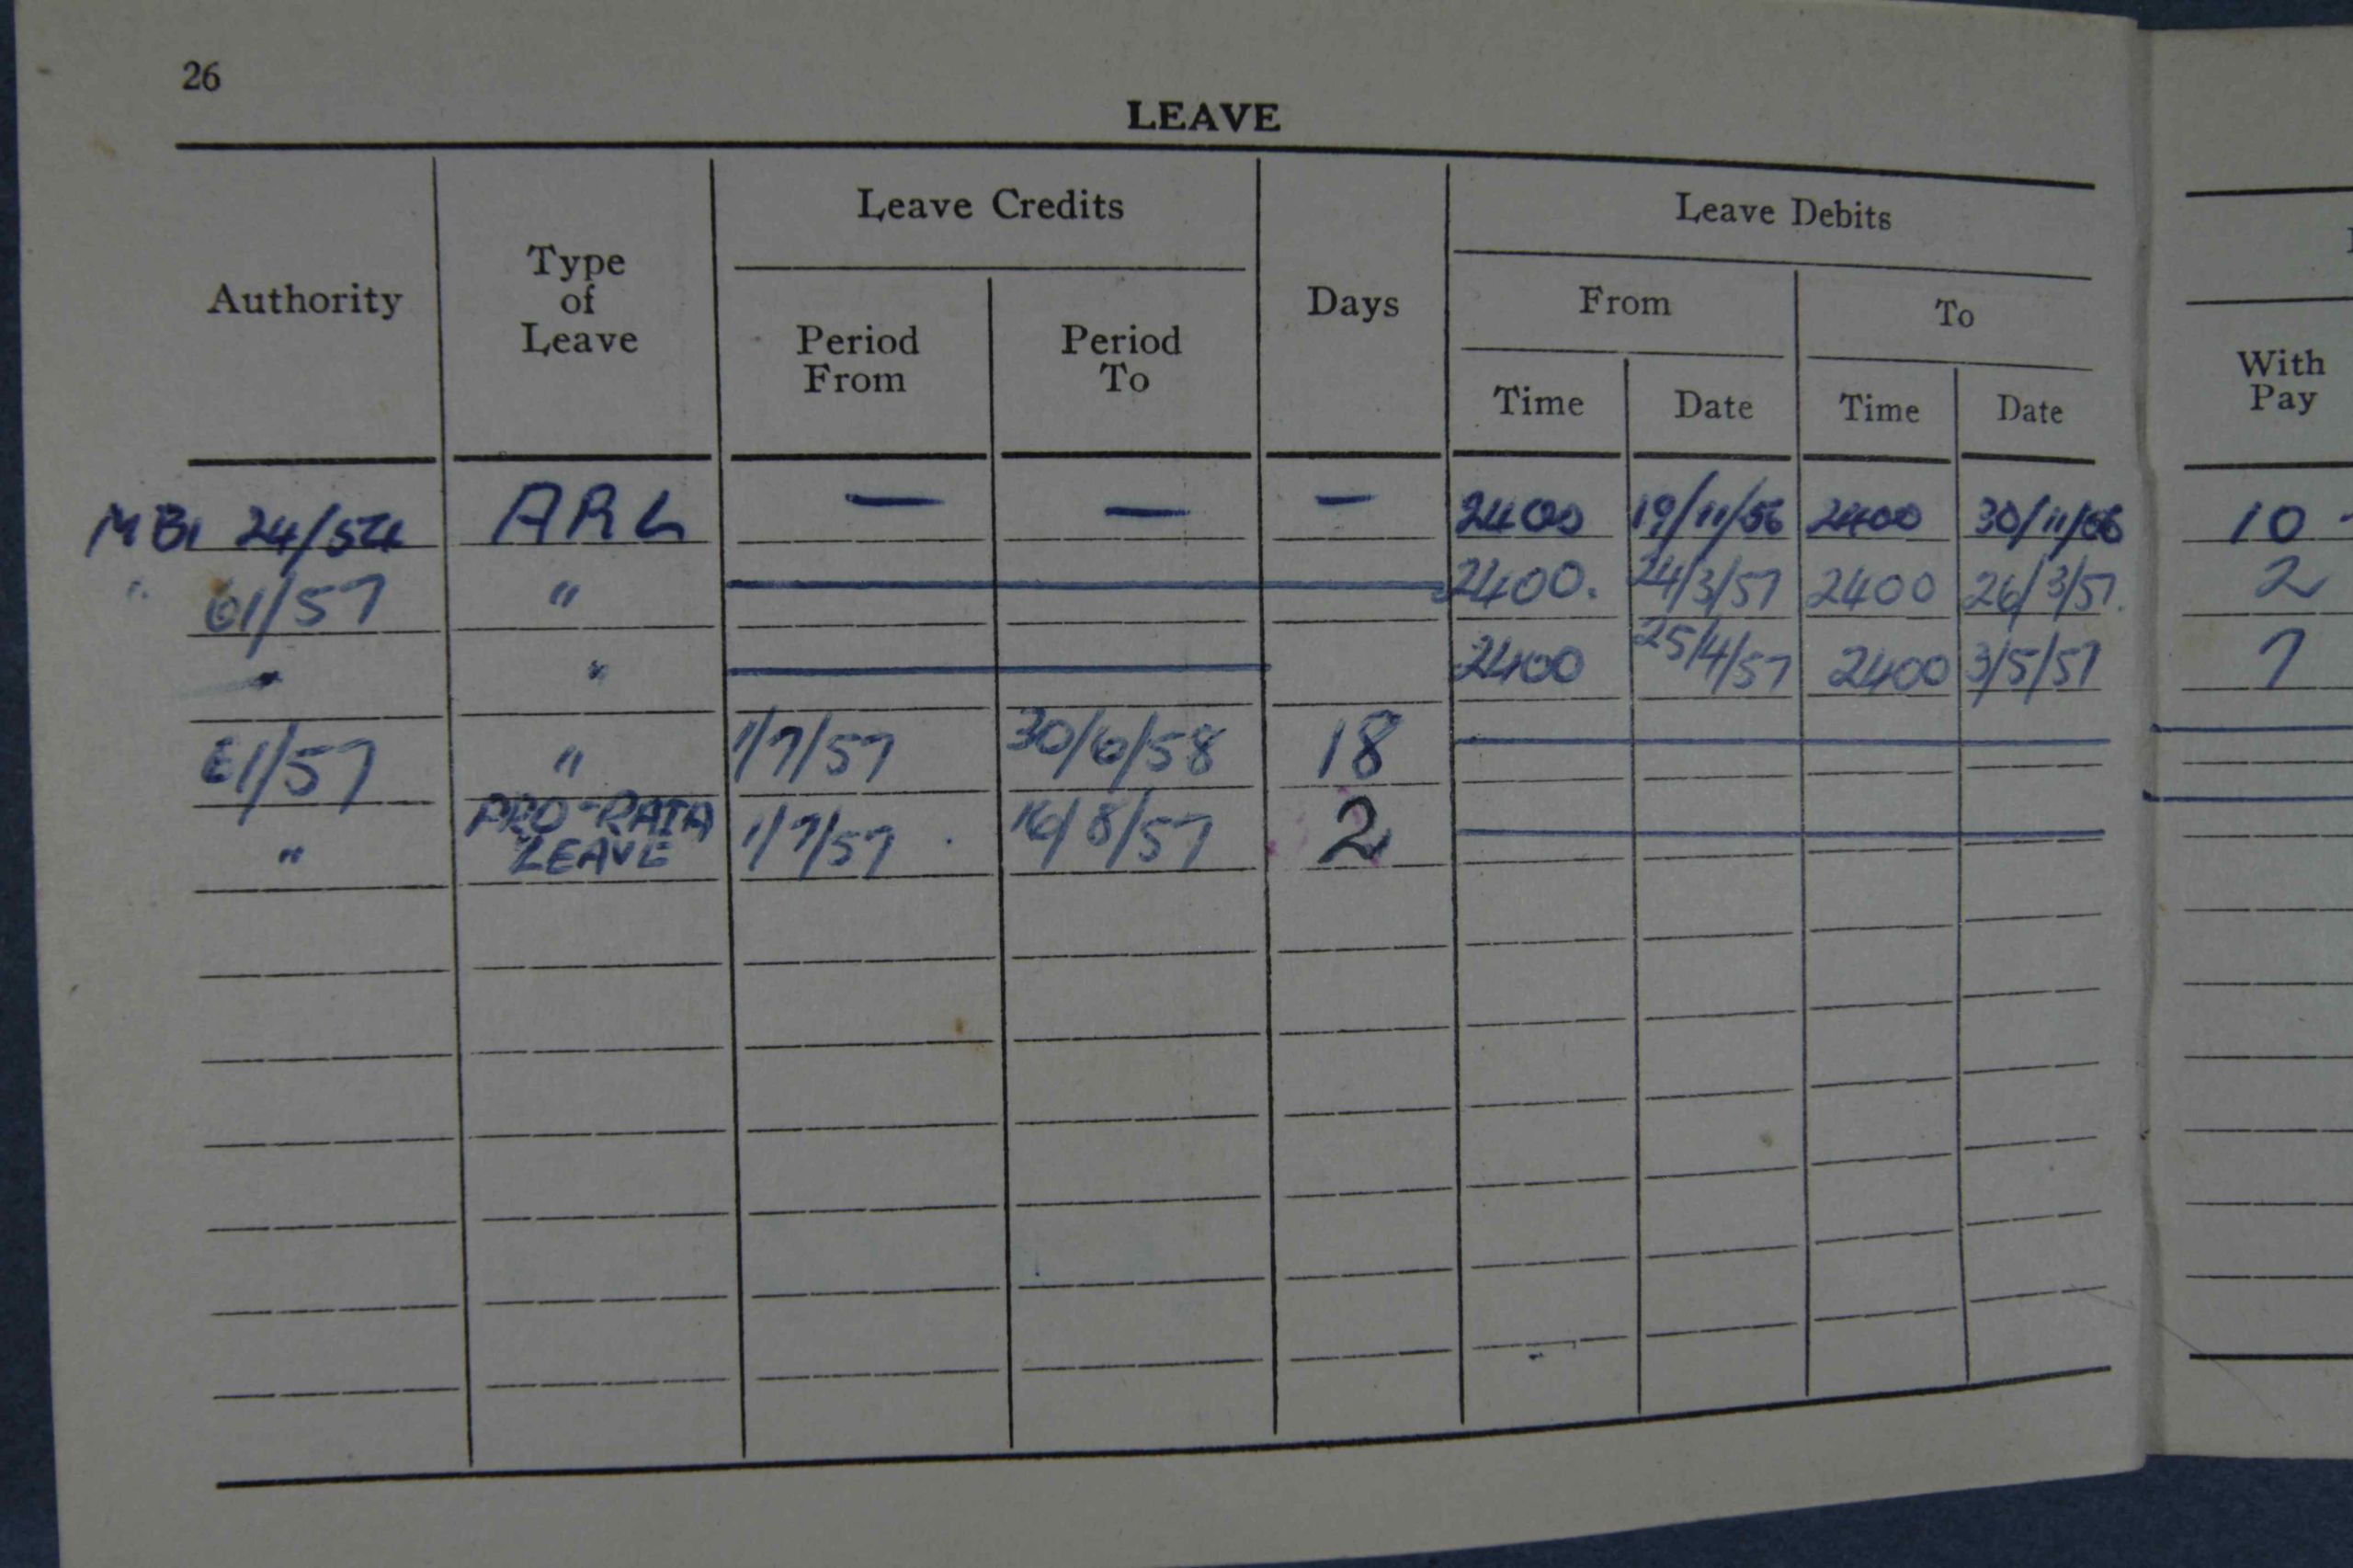 26
LEAVE
Authority
Type of Leave
Leave Credits
Period From
Period To
Days
Leave Debits
From
To
Time
Date
Time
Date
With Pay
MBI 24/54 ARL — — — 2400 19/11/56 2400 30/11/56 10
" 61/57 " 2400. 24/3/57 2400 26/3/57. 2
" 2400 25/4/57 2400 3/5/57 7
61/57 " 1/7/57 30/6/58 18
" PRO-RATA LEAVE 1/7/57 16/8/57 2